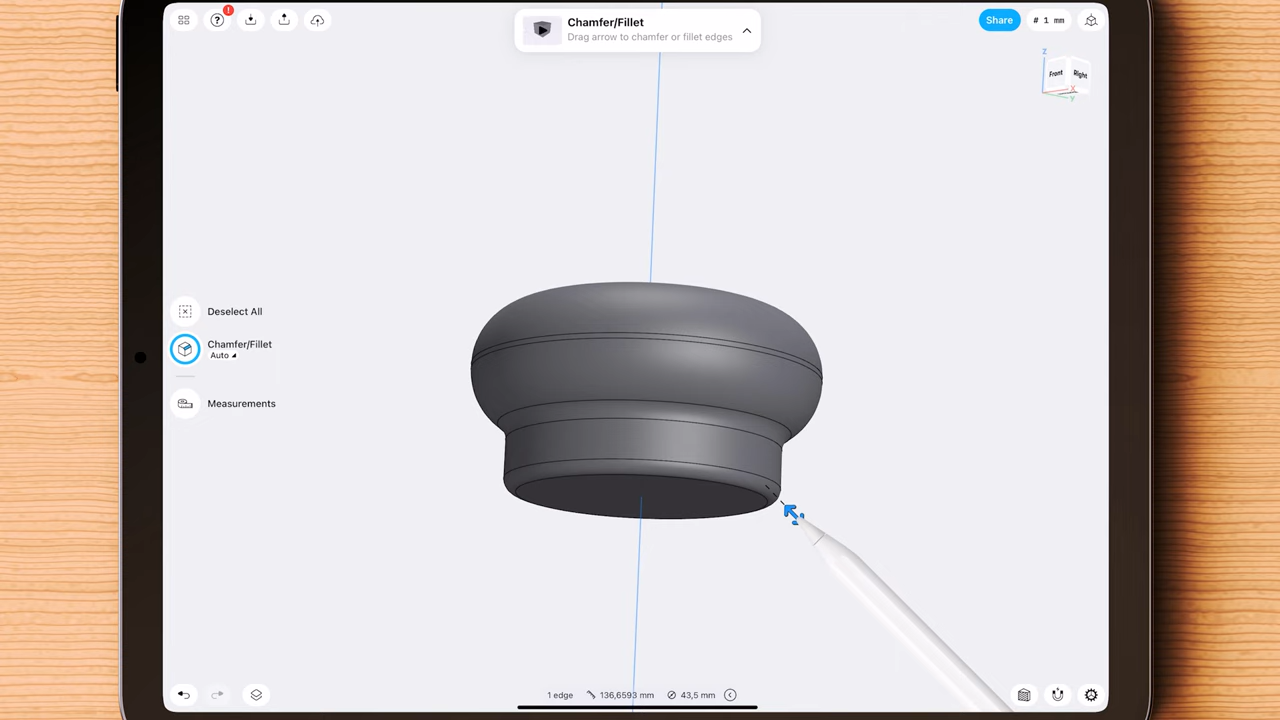 !
Chamfer/Fillet
Drag arrow to chamfer or fillet edges
Share
# 1 mm
Z
Front
Right
X
Y
Deselect All
Chamfer/Fillet
Auto
Measurements
1 edge
136,6593 mm
43,5 mm